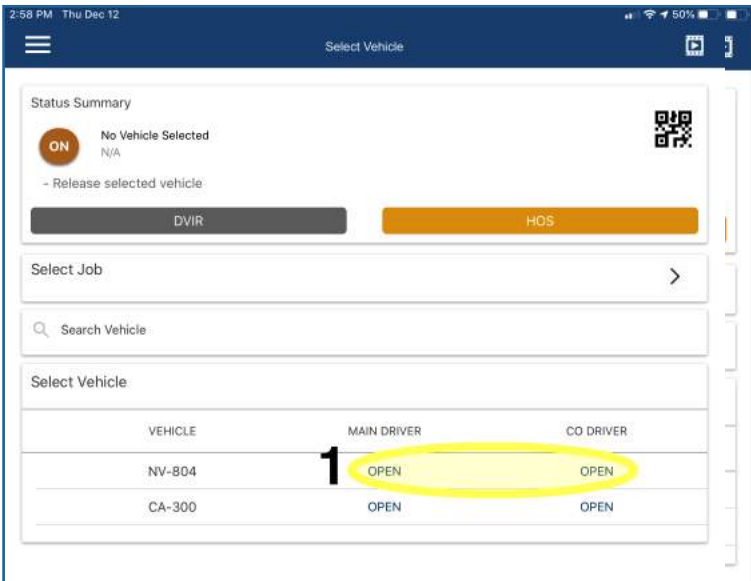 2:58 PM Thu Dec 12 50%
Select Vehicle
Status Summary
ON
No Vehicle Selected
N/A
- Release selected vehicle
DVIR HOS
Select Job
Search Vehicle
Select Vehicle
VEHICLE MAIN DRIVER CO DRIVER
1
NV-804 OPEN OPEN
CA-300 OPEN OPEN